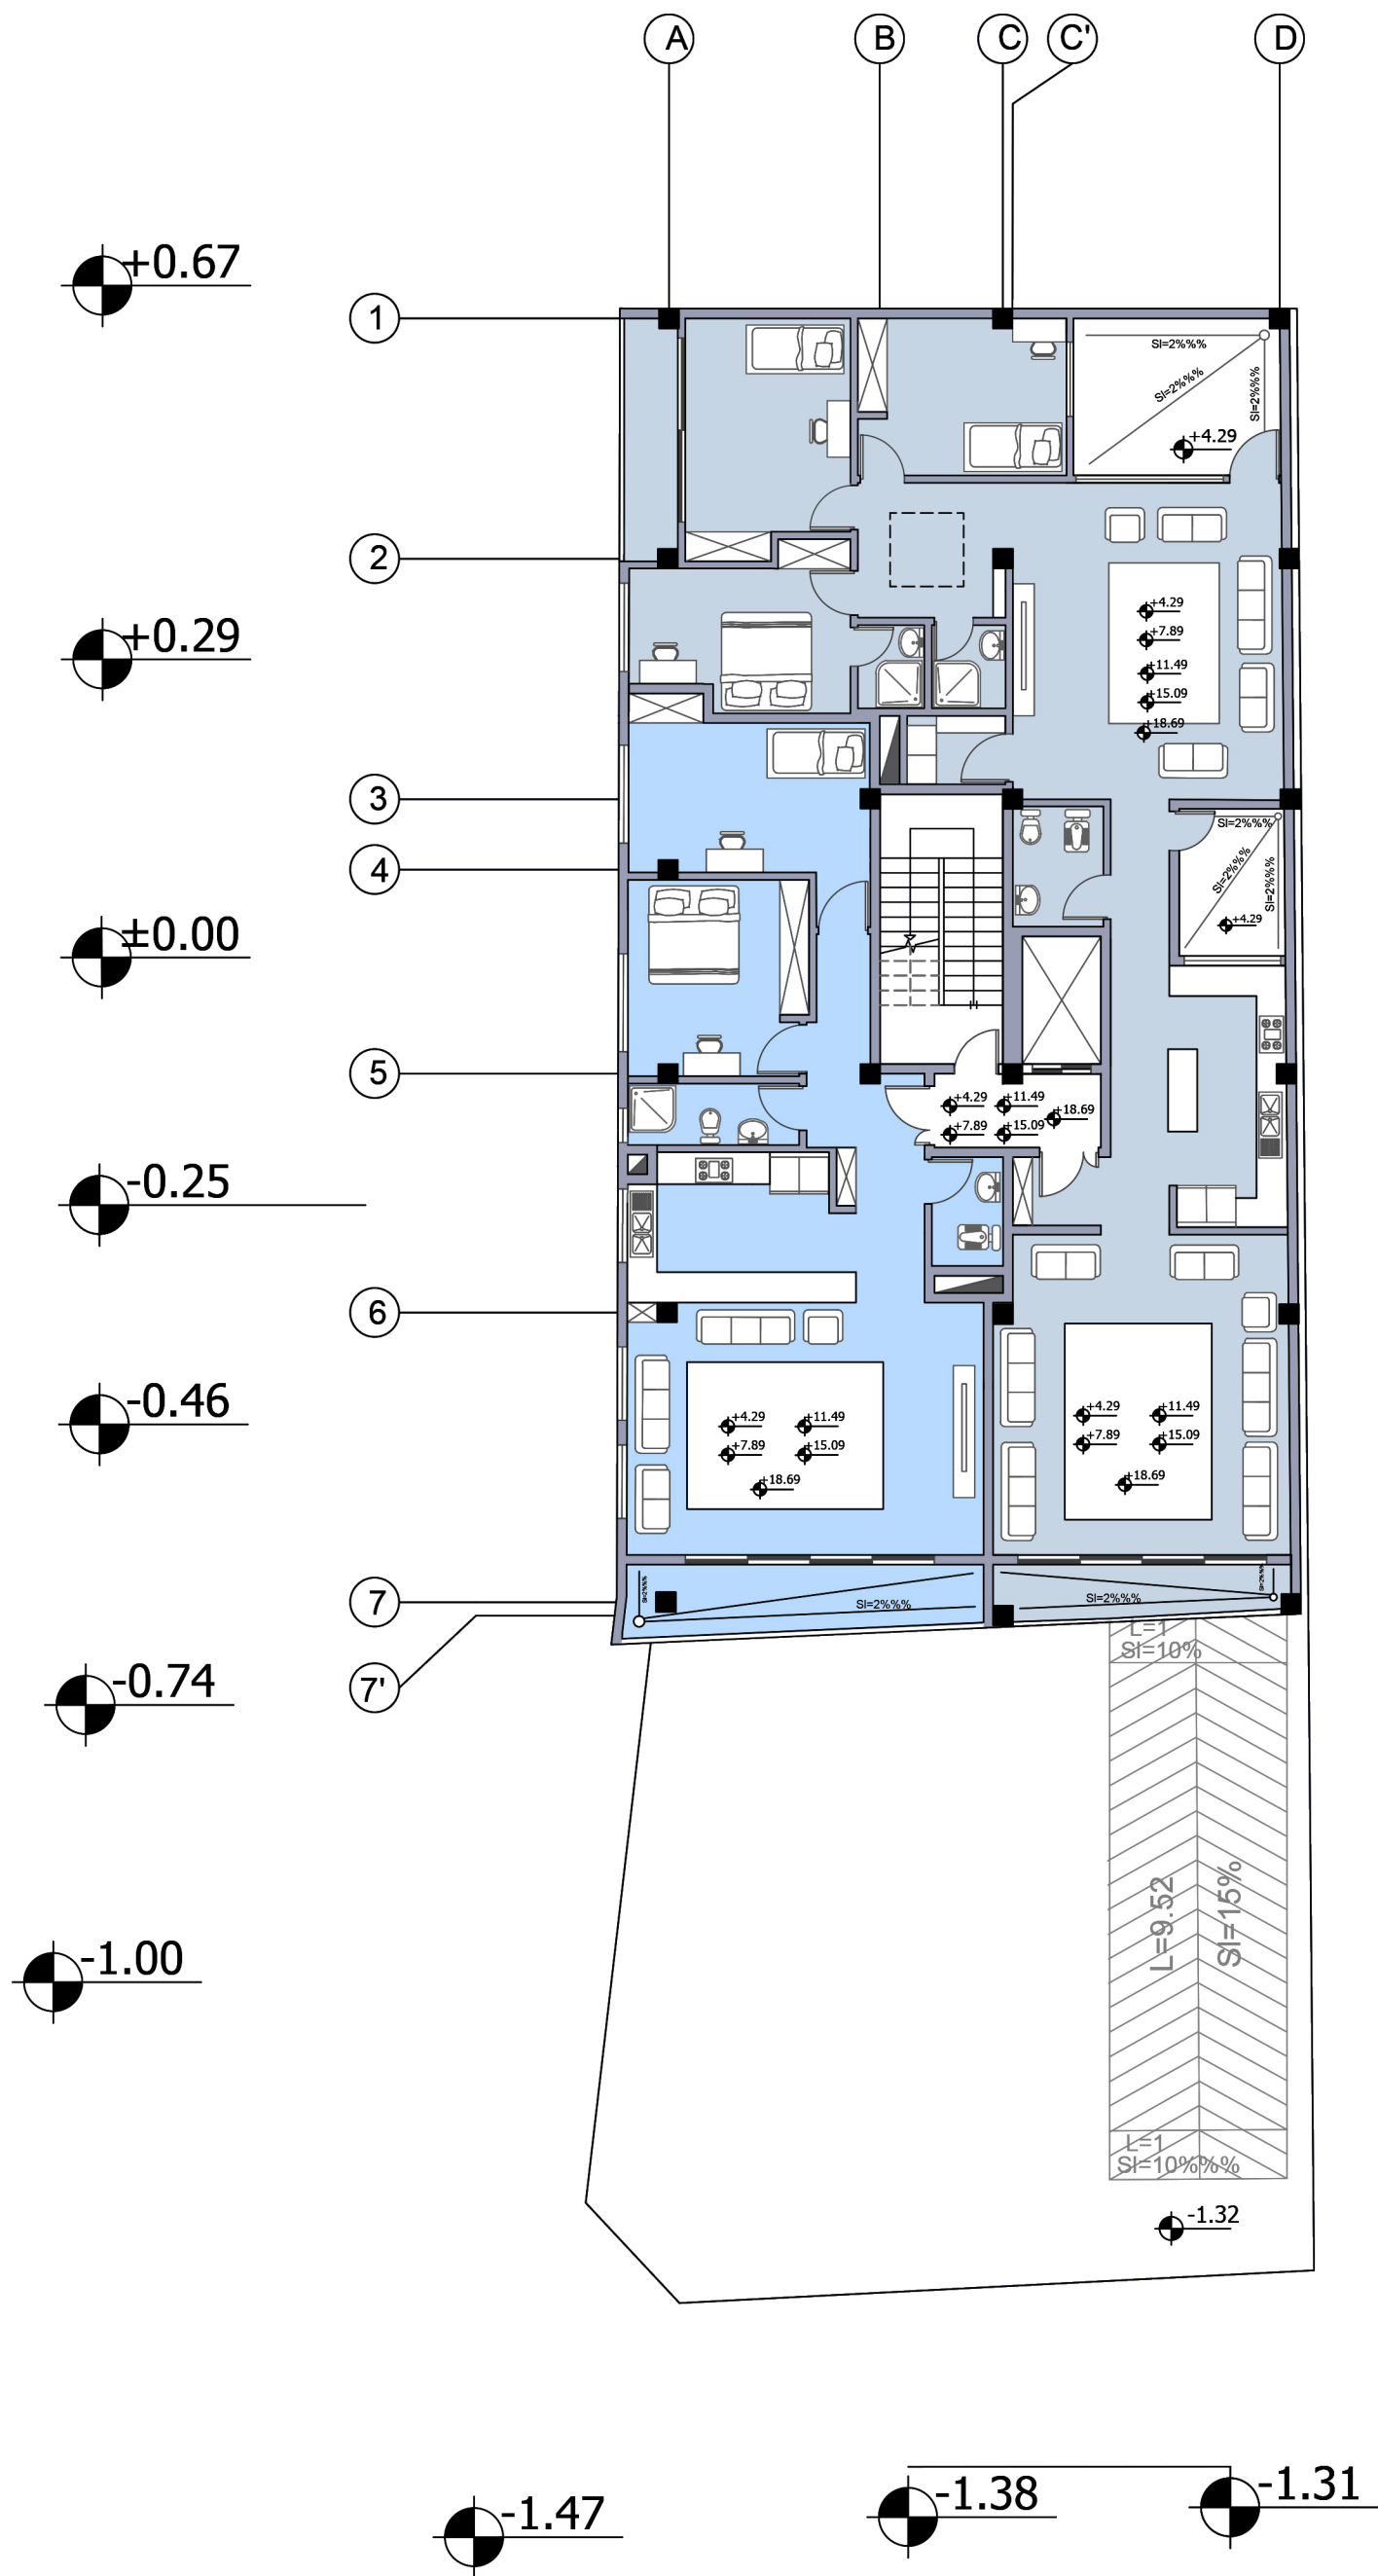 A B C C' D
+0.67
1
Sl=2%%%
Sl=2%%%
Sl=2%%%
+4.29
2
+0.29
+4.29
+7.89
+11.49
+15.09
+18.69
3
Sl=2%%%
Sl=2%%%
Sl=2%%%
+4.29
4
±0.00
5
+4.29 +11.49
+18.69
+7.89 +15.09
-0.25
6
-0.46
+4.29 +11.49
+7.89 +15.09
+18.69
+4.29 +11.49
+7.89 +15.09
+18.69
7
Sl=2%%%
Sl=2%%%
Sl=2%%%
Sl=2%%%
L=1
Sl=10%
7'
-0.74
L=9.52
Sl=15%
-1.00
L=1
Sl=10%%%
-1.32
-1.47
-1.38
-1.31